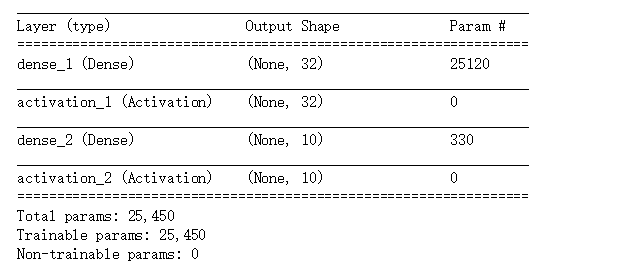 Layer (type) Output Shape Param #
=================================================================
dense_1 (Dense) (None, 32) 25120
activation_1 (Activation) (None, 32) 0
dense_2 (Dense) (None, 10) 330
activation_2 (Activation) (None, 10) 0
=================================================================
Total params: 25,450
Trainable params: 25,450
Non-trainable params: 0